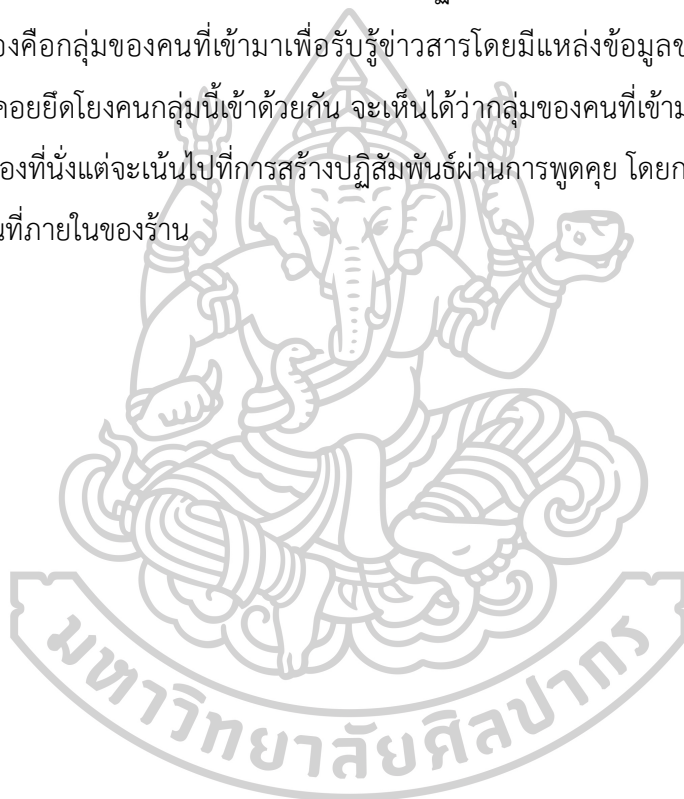 องคือกลุ่มของคนที่เข้ามาเพื่อรับรู้ข่าวสารโดยมีแหล่งข้อมูลข
คอยยึดโยงคนกลุ่มนี้เข้าด้วยกัน จะเห็นได้ว่ากลุ่มของคนที่เข้าม
องที่นั่งแต่จะเน้นไปที่การสร้างปฏิสัมพันธ์ผ่านการพูดคุย โดยก
นที่ภายในของร้าน
มหาวิทยาลัยศิลปากร